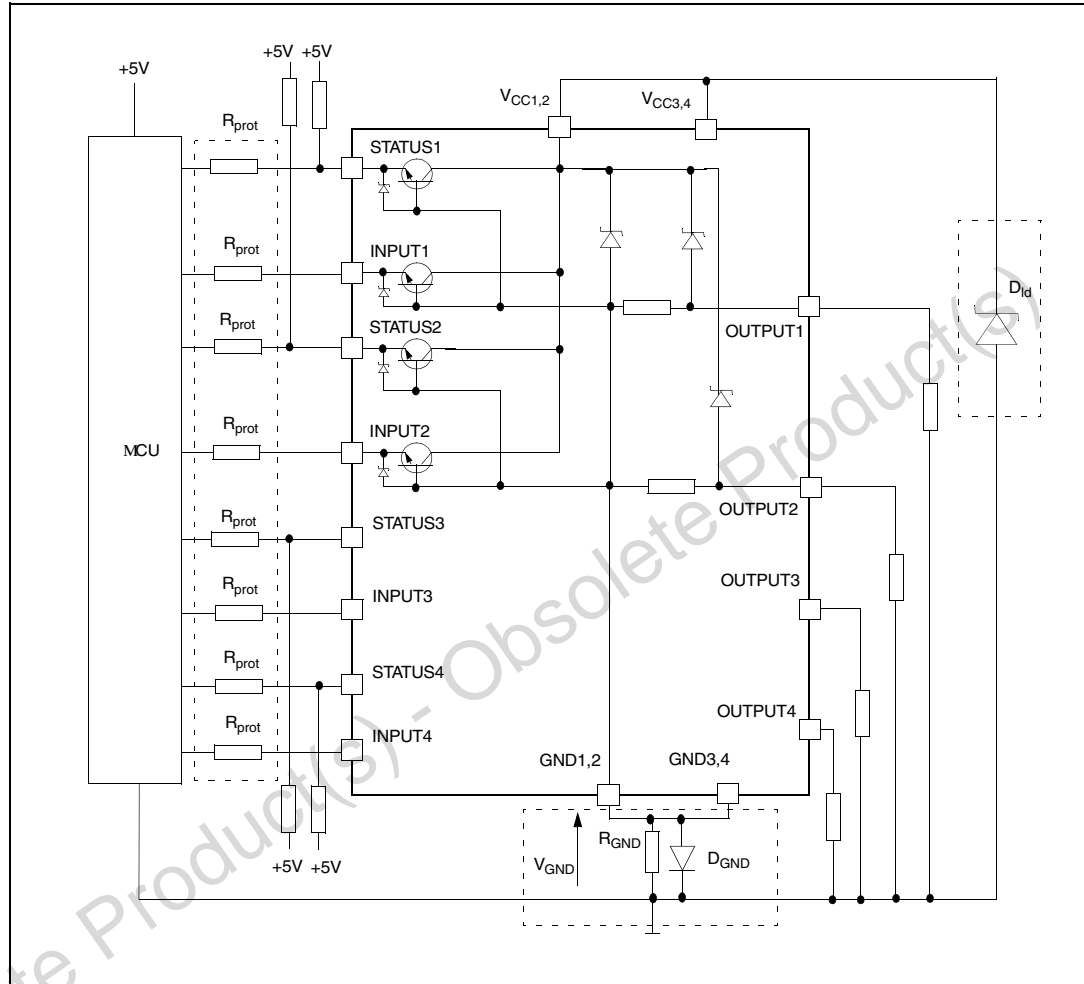 +5V +5V
+5V
VCC1,2
VCC3,4
Rprot
STATUS1
Rprot
INPUT1
Dld
Rprot
STATUS2
OUTPUT1
MCU
Rprot
INPUT2
OUTPUT2
Rprot
STATUS3
OUTPUT3
Rprot
INPUT3
Rprot
STATUS4
OUTPUT4
Rprot
INPUT4
GND1,2
GND3,4
+5V
+5V
VGND
RGND
DGND
te Product(s) - Obsolete Product(s)